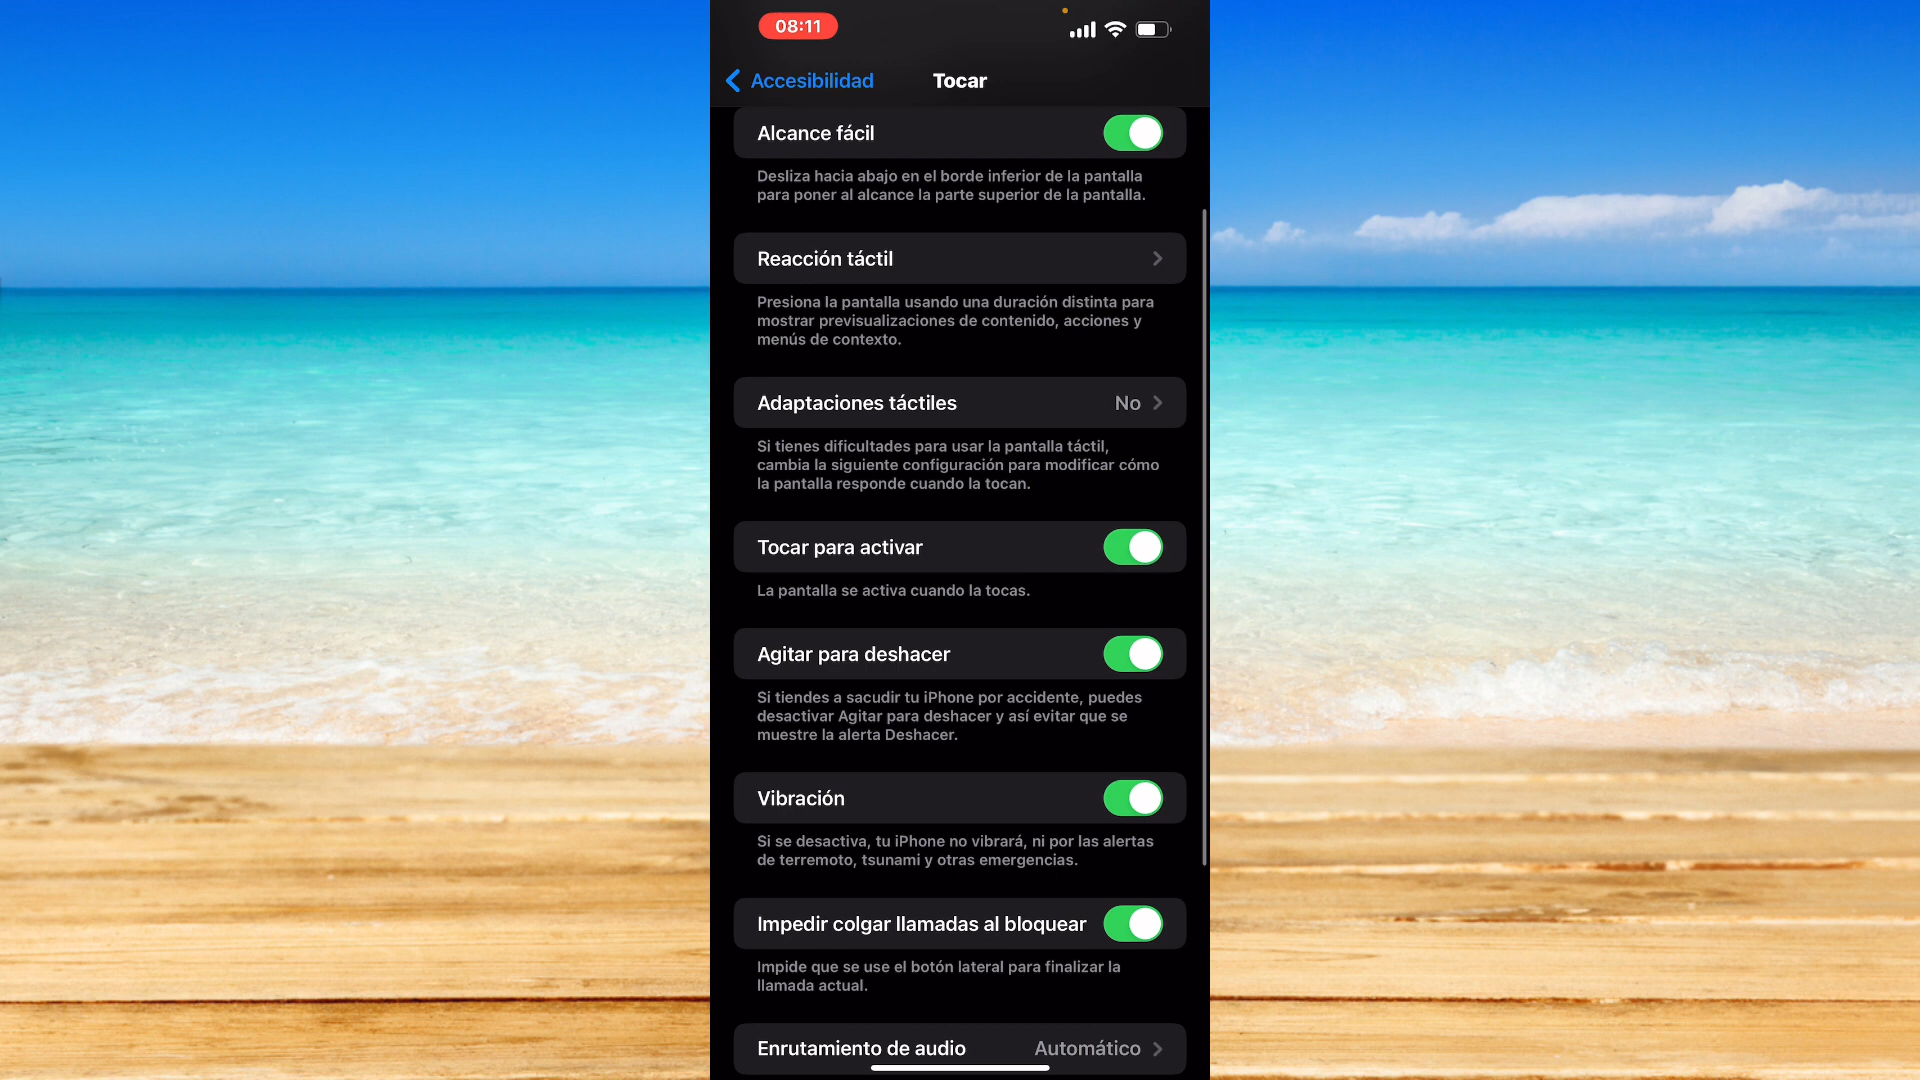 08:11
Accesibilidad
Tocar
Alcance fácil
Desliza hacia abajo en el borde inferior de la pantalla
para poner al alcance la parte superior de la pantalla.
Reacción táctil
Presiona la pantalla usando una duración distinta para
mostrar previsualizaciones de contenido, acciones y
menús de contexto.
Adaptaciones táctiles No
Si tienes dificultades para usar la pantalla táctil,
cambia la siguiente configuración para modificar cómo
la pantalla responde cuando la tocan.
Tocar para activar
La pantalla se activa cuando la tocas.
Agitar para deshacer
Si tiendes a sacudir tu iPhone por accidente, puedes
desactivar Agitar para deshacer y así evitar que se
muestre la alerta Deshacer.
Vibración
Si se desactiva, tu iPhone no vibrará, ni por las alertas
de terremoto, tsunami y otras emergencias.
Impedir colgar llamadas al bloquear
Impide que se use el botón lateral para finalizar la
llamada actual.
Enrutamiento de audio Automático